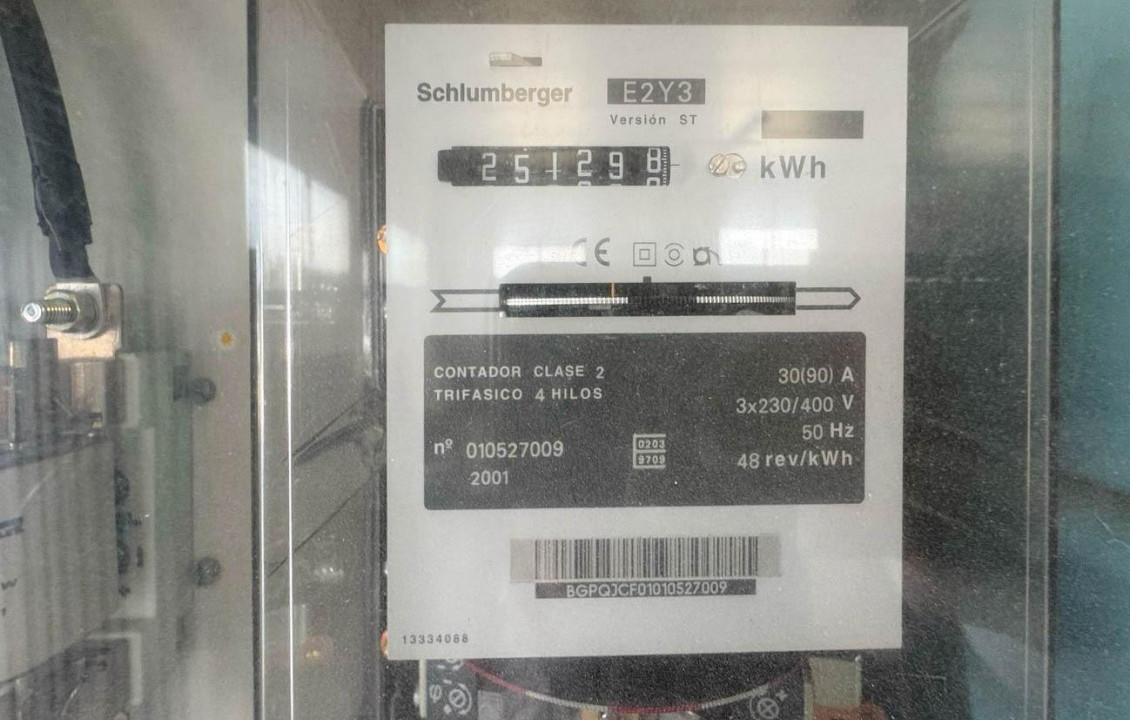 Schlumberger E2Y3
Versión ST
251298 kWh
CE
CONTADOR CLASE 2
TRIFASICO 4 HILOS
30(90) A
3x230/400 V
50 Hz
48 rev/kWh
nº 010527009
2001
0203
9709
BGPQJCF01010527009
13334088